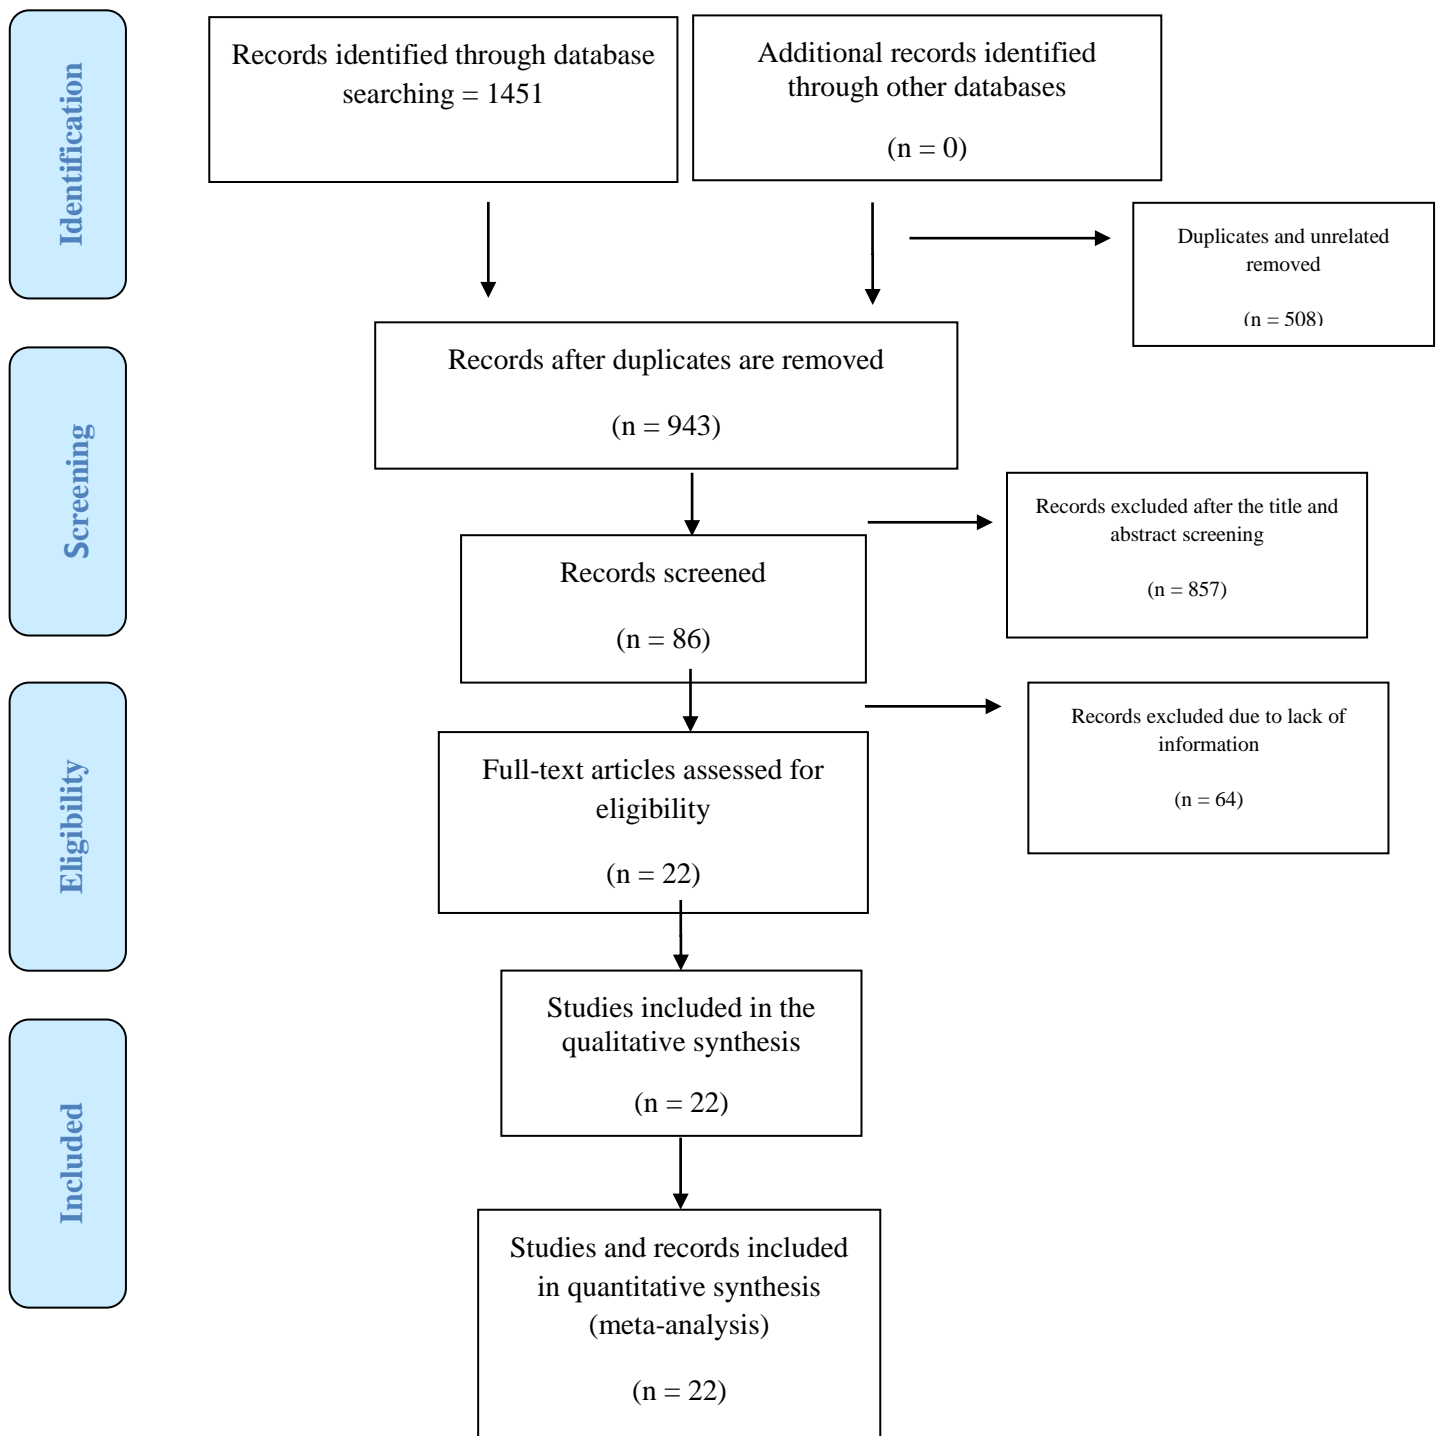 Identification
Records identified through database
searching = 1451
Additional records identified
through other databases
(n = 0)
Duplicates and unrelated
removed
(n = 508)
Screening
Records after duplicates are removed
(n = 943)
Records screened
(n = 86)
Records excluded after the title and
abstract screening
(n = 857)
Eligibility
Records excluded due to lack of
information
(n = 64)
Full-text articles assessed for
eligibility
(n = 22)
Included
Studies included in the
qualitative synthesis
(n = 22)
Studies and records included
in quantitative synthesis
(meta-analysis)
(n = 22)